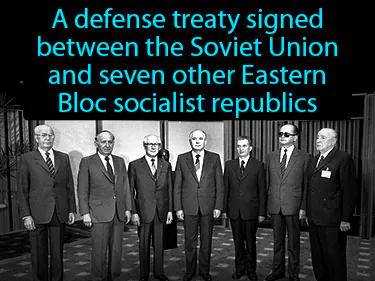 A defense treaty signed
between the Soviet Union
and seven other Eastern
Bloc socialist republics